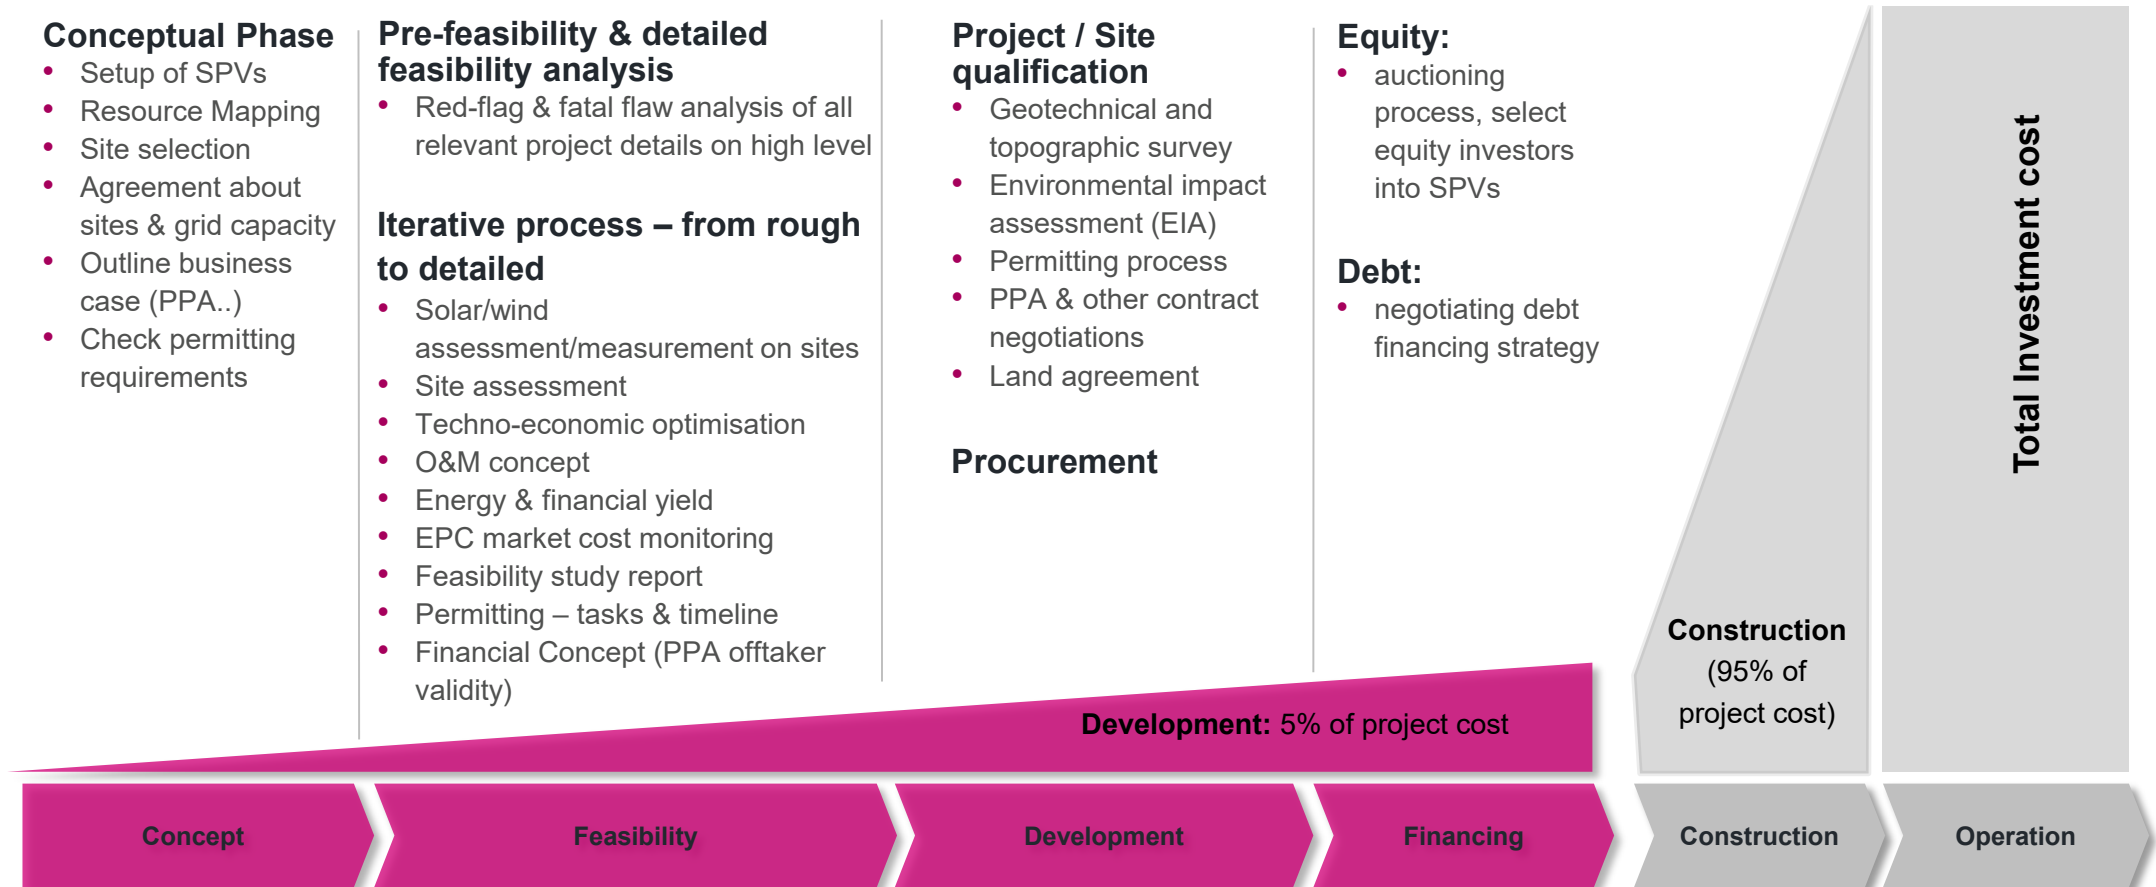 Conceptual Phase
• Setup of SPVs
• Resource Mapping
• Site selection
• Agreement about
sites & grid capacity
• Outline business
case (PPA..)
• Check permitting
requirements
Pre-feasibility & detailed
feasibility analysis
• Red-flag & fatal flaw analysis of all
relevant project details on high level
Iterative process – from rough
to detailed
• Solar/wind
assessment/measurement on sites
• Site assessment
• Techno-economic optimisation
• O&M concept
• Energy & financial yield
• EPC market cost monitoring
• Feasibility study report
• Permitting – tasks & timeline
• Financial Concept (PPA offtaker
validity)
Project / Site
qualification
• Geotechnical and
topographic survey
• Environmental impact
assessment (EIA)
• Permitting process
• PPA & other contract
negotiations
• Land agreement
Procurement
Equity:
• auctioning
process, select
equity investors
into SPVs
Debt:
• negotiating debt
financing strategy
Development: 5% of project cost
Construction
(95% of
project cost)
Total Investment cost
Concept
Feasibility
Development
Financing
Construction
Operation